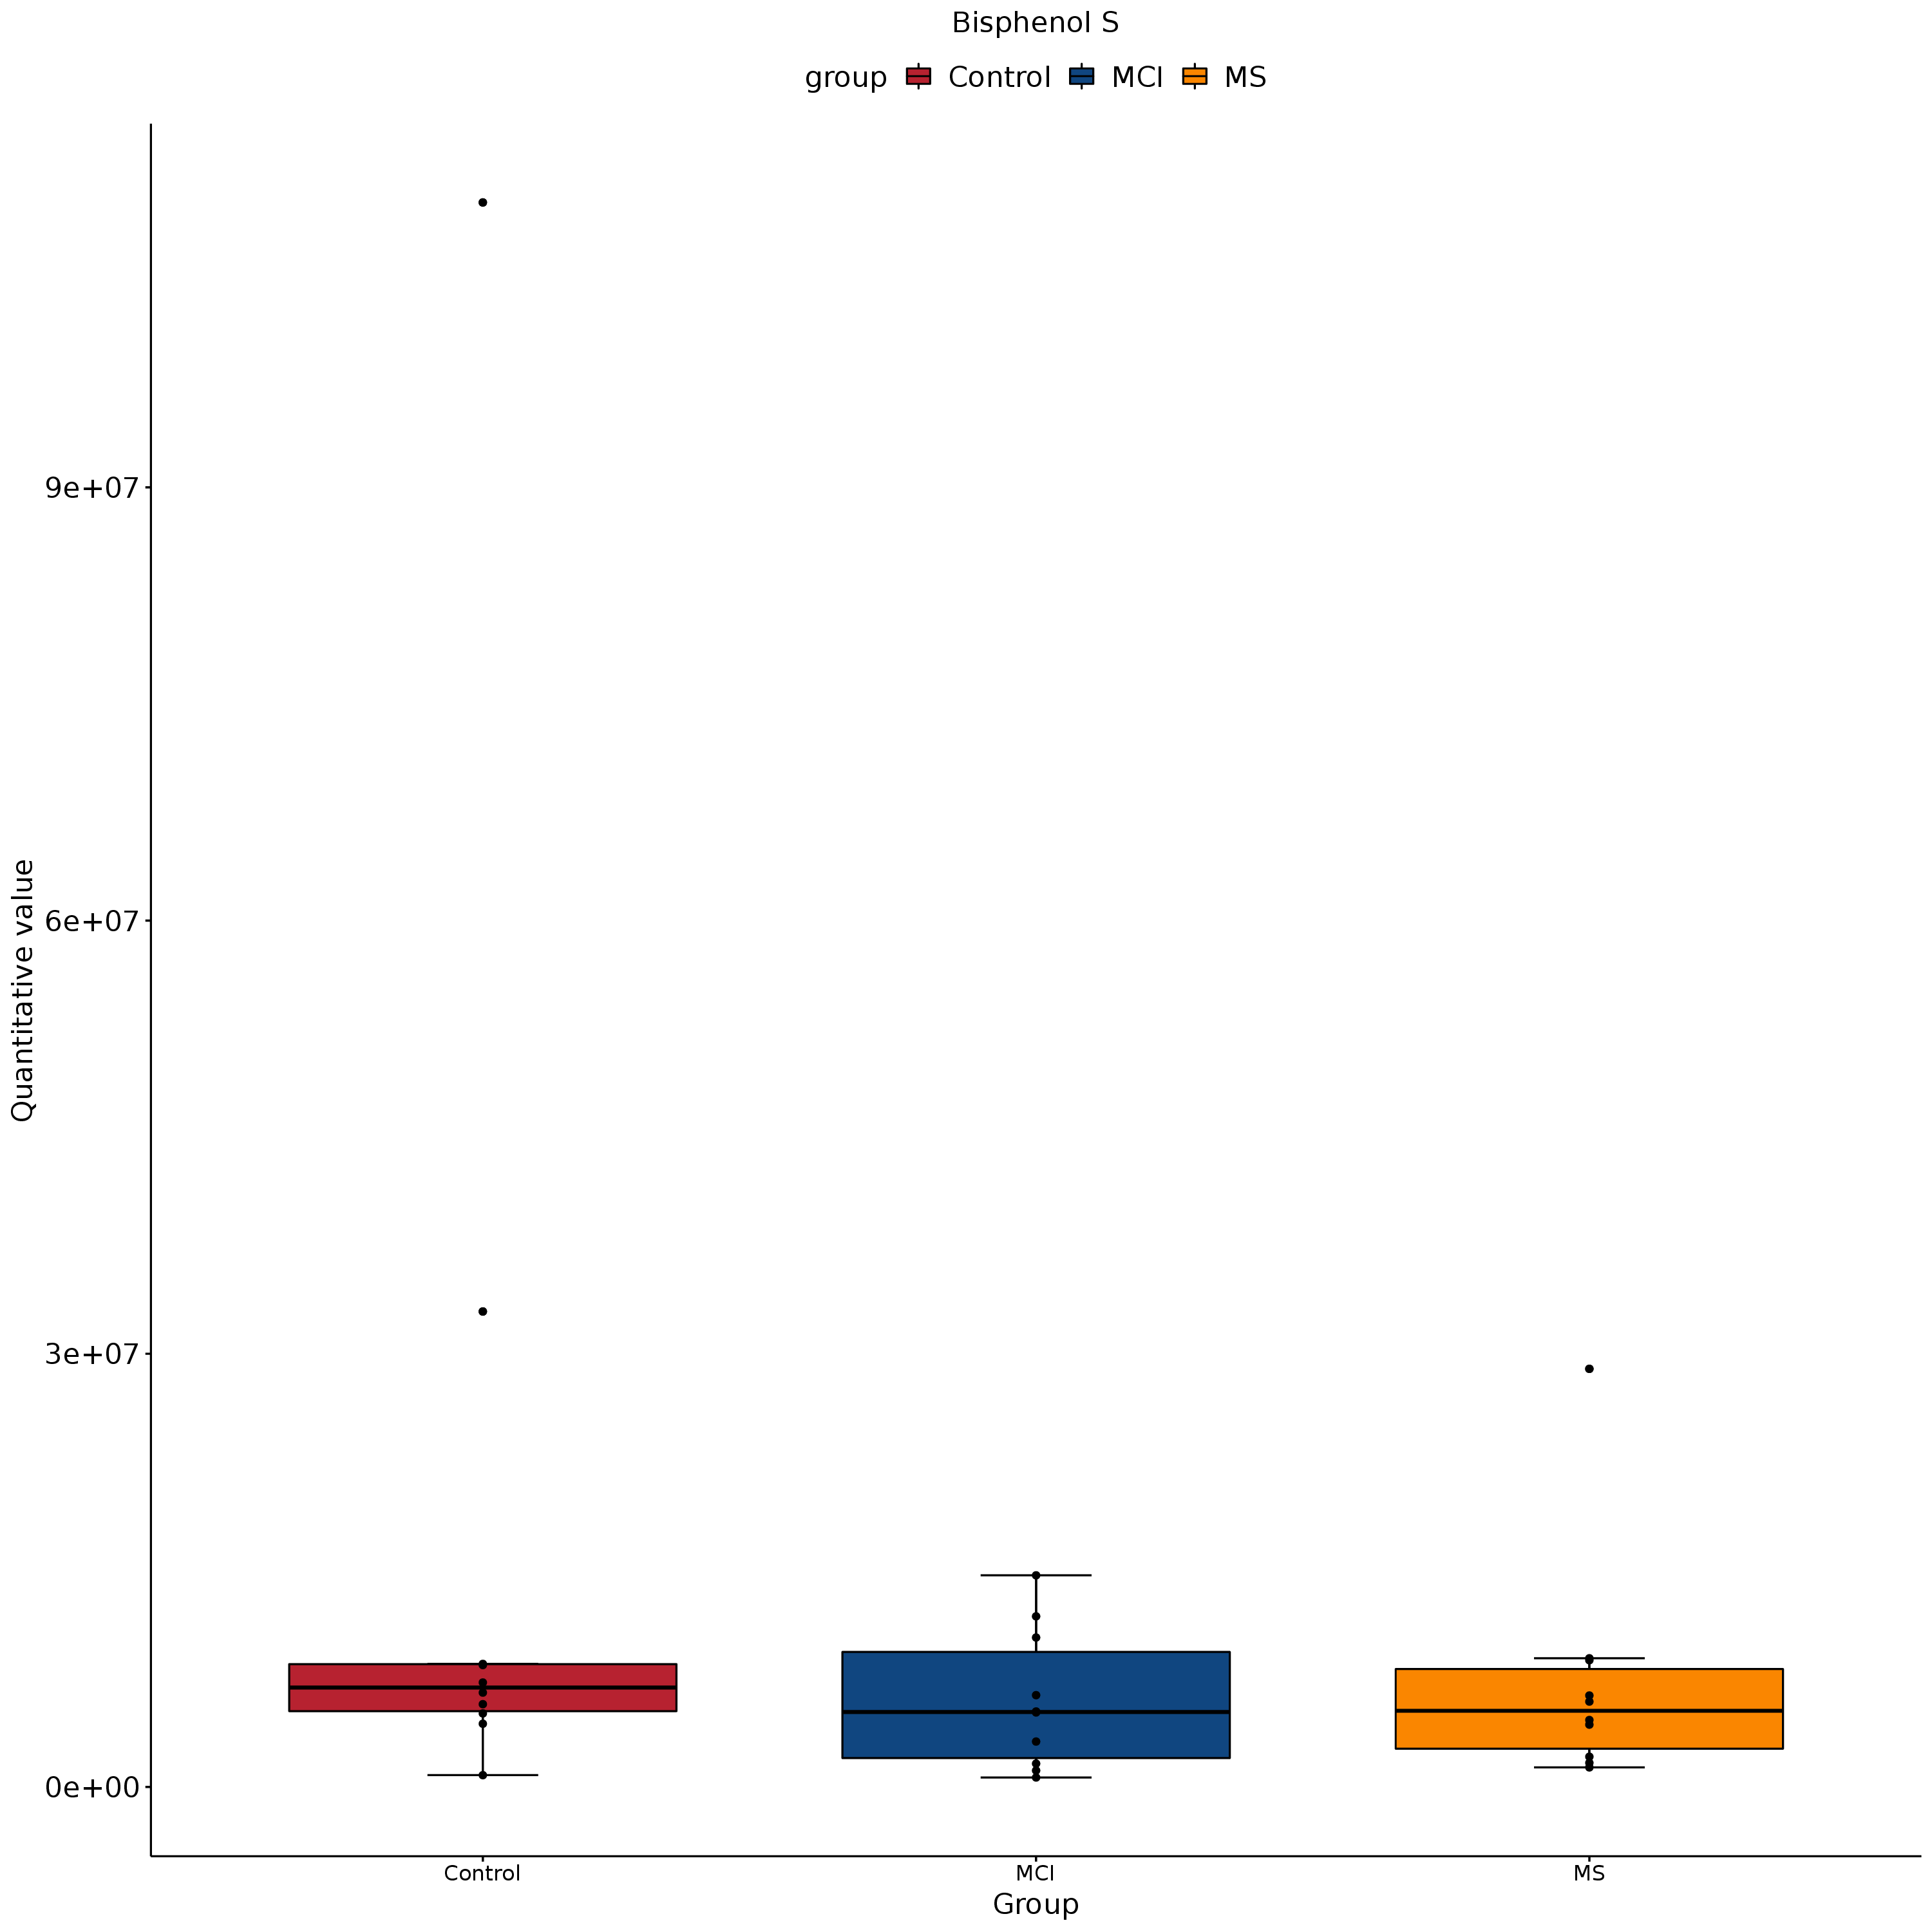 Bisphenol S
group Control MCI MS
Quantitative value
9e+07
6e+07
3e+07
0e+00
Control MCI MS
Group